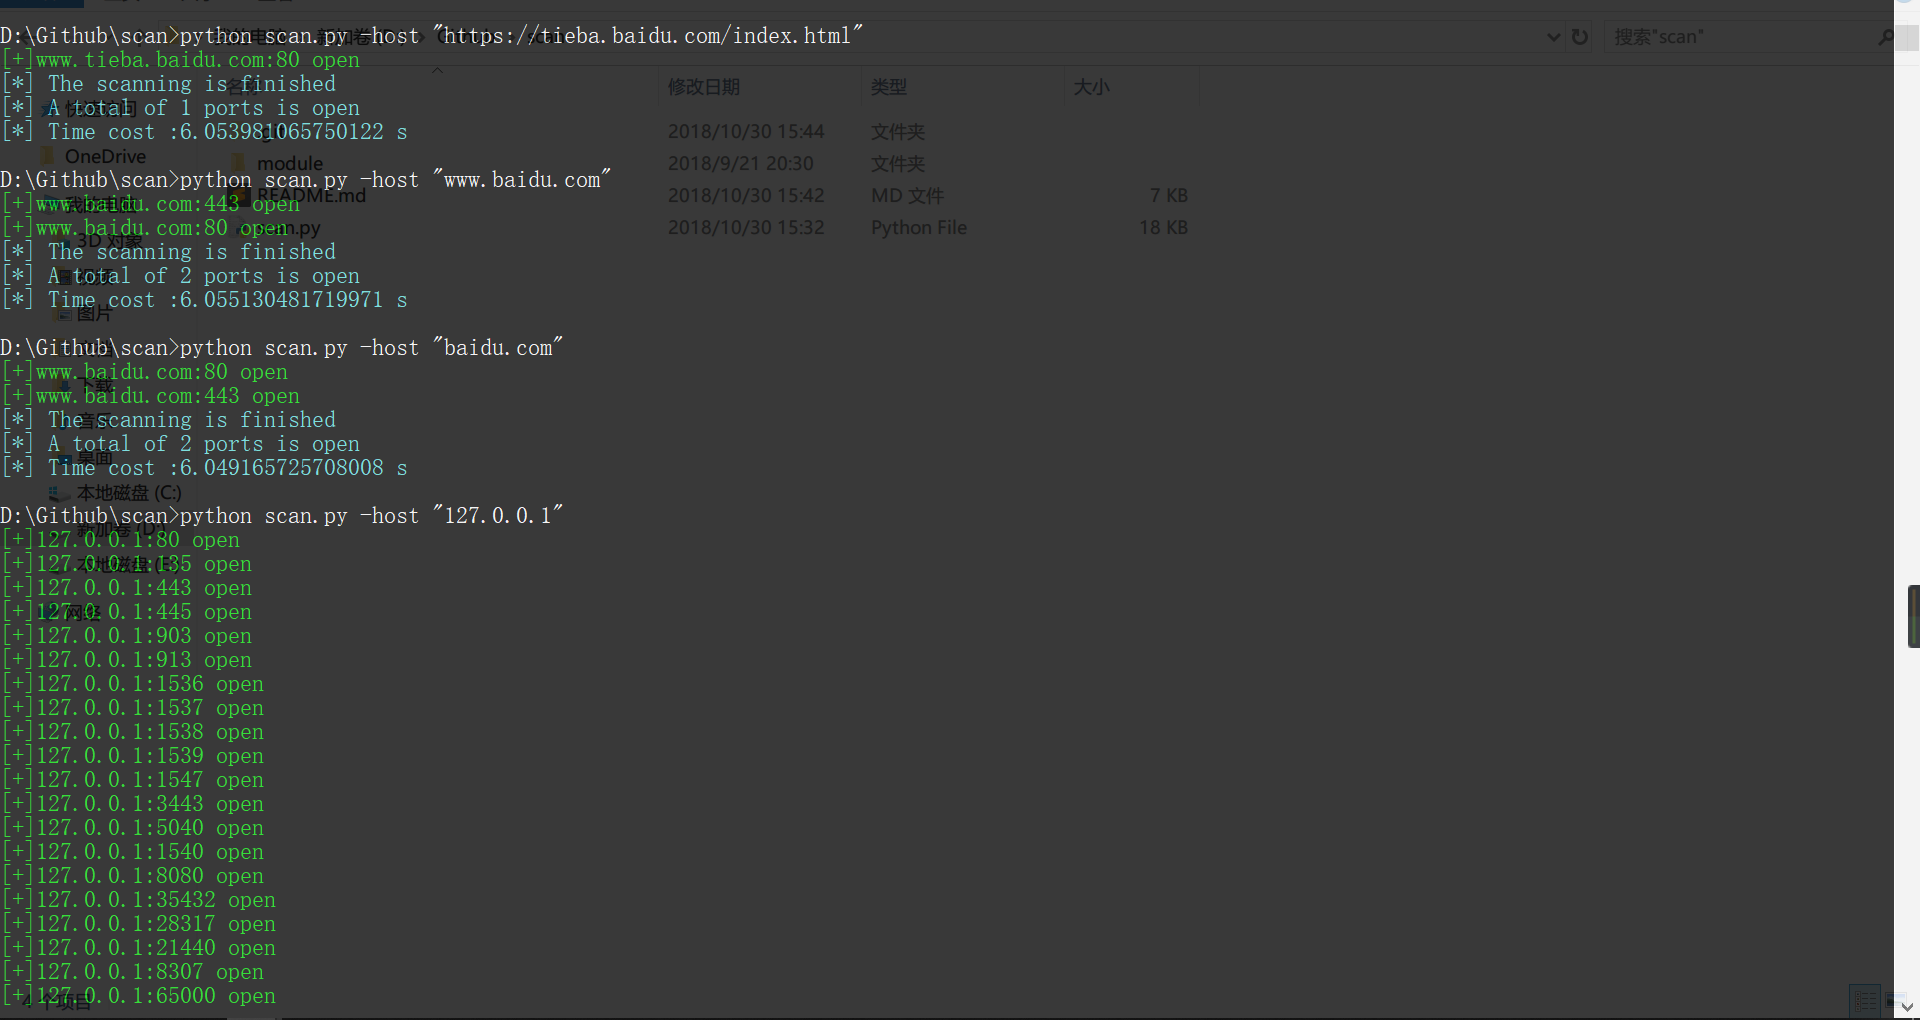 D:\Github\scan>python scan.py -host "https://tieba.baidu.com/index.html"
[+]www.tieba.baidu.com:80 open
[*] The scanning is finished
[*] A total of 1 ports is open
[*] Time cost :6.053981065750122 s
D:\Github\scan>python scan.py -host "www.baidu.com"
[+]www.baidu.com:443 open
[+]www.baidu.com:80 open
[*] The scanning is finished
[*] A total of 2 ports is open
[*] Time cost :6.055130481719971 s
D:\Github\scan>python scan.py -host "baidu.com"
[+]www.baidu.com:80 open
[+]www.baidu.com:443 open
[*] The scanning is finished
[*] A total of 2 ports is open
[*] Time cost :6.049165725708008 s
D:\Github\scan>python scan.py -host "127.0.0.1"
[+]127.0.0.1:80 open
[+]127.0.0.1:135 open
[+]127.0.0.1:443 open
[+]127.0.0.1:445 open
[+]127.0.0.1:903 open
[+]127.0.0.1:913 open
[+]127.0.0.1:1536 open
[+]127.0.0.1:1537 open
[+]127.0.0.1:1538 open
[+]127.0.0.1:1539 open
[+]127.0.0.1:1547 open
[+]127.0.0.1:3443 open
[+]127.0.0.1:5040 open
[+]127.0.0.1:1540 open
[+]127.0.0.1:8080 open
[+]127.0.0.1:35432 open
[+]127.0.0.1:28317 open
[+]127.0.0.1:21440 open
[+]127.0.0.1:8307 open
[+]127.0.0.1:65000 open
搜索"scan"
名称 修改日期 类型 大小
2018/10/30 15:44 文件夹
module 2018/9/21 20:30 文件夹
README.md 2018/10/30 15:42 MD 文件 7 KB
scan.py 2018/10/30 15:32 Python File 18 KB
快速访问
OneDrive
我的电脑
3D 对象
视频
图片
下载
音乐
桌面
本地磁盘 (C:)
新加卷 (D:)
网络
4 个项目